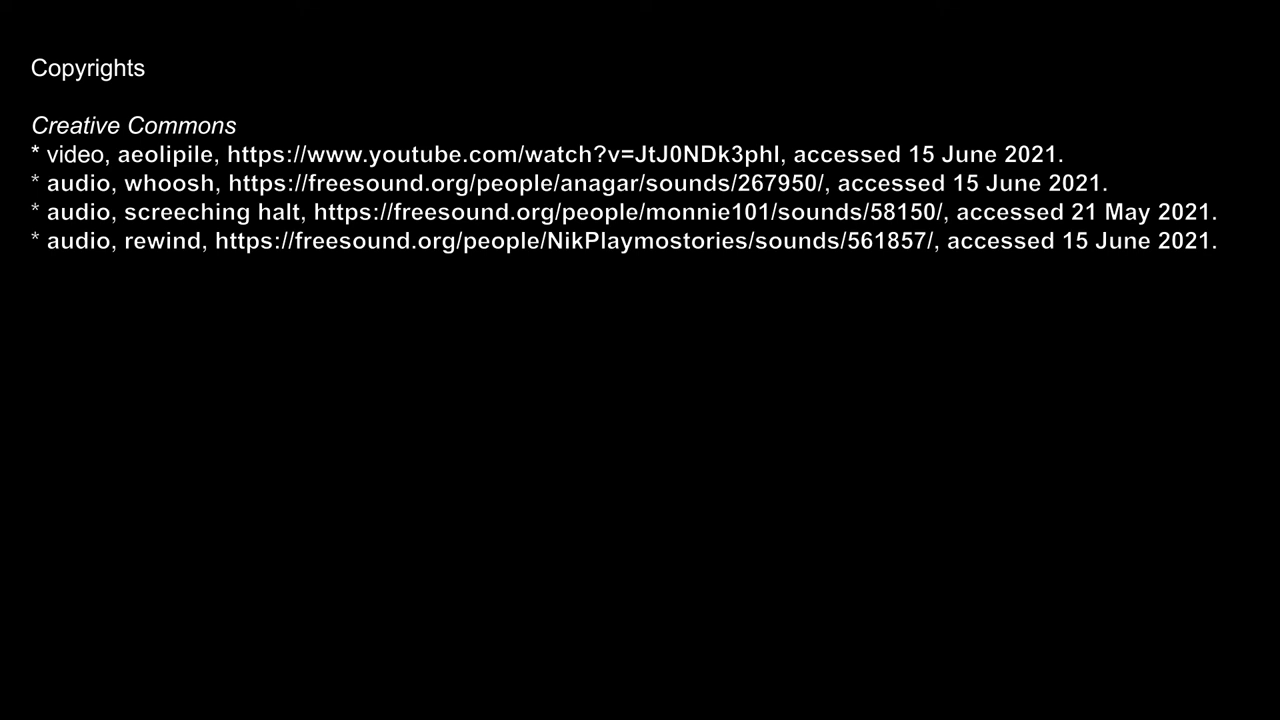 Copyrights
Creative Commons
* video, aeolipile, https://www.youtube.com/watch?v=JtJ0NDk3phI, accessed 15 June 2021.
* audio, whoosh, https://freesound.org/people/anagar/sounds/267950/, accessed 15 June 2021.
* audio, screeching halt, https://freesound.org/people/monnie101/sounds/58150/, accessed 21 May 2021.
* audio, rewind, https://freesound.org/people/NikPlaymostories/sounds/561857/, accessed 15 June 2021.